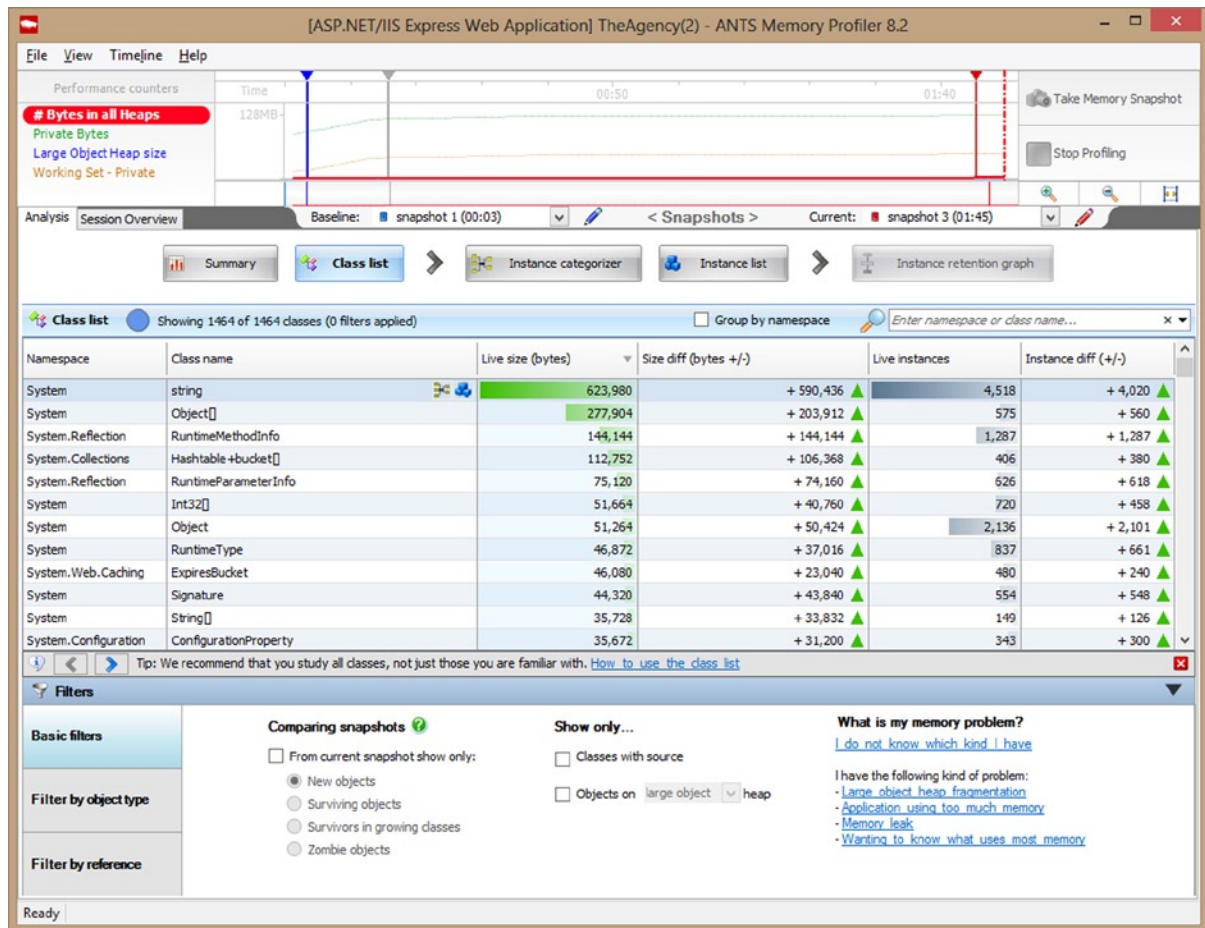 [ASP.NET/IIS Express Web Application] TheAgency(2) - ANTS Memory Profiler 8.2
File View Timeline Help
Performance counters
# Bytes in all Heaps
Private Bytes
Large Object Heap size
Working Set - Private
Time 00:50 01:40
128MB
Take Memory Snapshot
Stop Profiling
Analysis Session Overview Baseline: snapshot 1 (00:03) < Snapshots > Current: snapshot 3 (01:45)
Summary Class list Instance categorizer Instance list Instance retention graph
Class list Showing 1464 of 1464 classes (0 filters applied) Group by namespace Enter namespace or class name...
Namespace Class name Live size (bytes) Size diff (bytes +/-) Live instances Instance diff (+/-)
System string 623,980 + 590,436 4,518 + 4,020
System Object[] 277,904 + 203,912 575 + 560
System.Reflection RuntimeMethodInfo 144,144 + 144,144 1,287 + 1,287
System.Collections Hashtable+bucket[] 112,752 + 106,368 406 + 380
System.Reflection RuntimeParameterInfo 75,120 + 74,160 626 + 618
System Int32[] 51,664 + 40,760 720 + 458
System Object 51,264 + 50,424 2,136 + 2,101
System RuntimeType 46,872 + 37,016 837 + 661
System.Web.Caching ExpiresBucket 46,080 + 23,040 480 + 240
System Signature 44,320 + 43,840 554 + 548
System String[] 35,728 + 33,832 149 + 126
System.Configuration ConfigurationProperty 35,672 + 31,200 343 + 300
Tip: We recommend that you study all classes, not just those you are familiar with. How to use the class list
Filters
Basic filters
Filter by object type
Filter by reference
Comparing snapshots
From current snapshot show only:
New objects
Surviving objects
Survivors in growing classes
Zombie objects
Show only...
Classes with source
Objects on large object heap
What is my memory problem?
I do not know which kind I have
I have the following kind of problem:
- Large object heap fragmentation
- Application using too much memory
- Memory leak
- Wanting to know what uses most memory
Ready